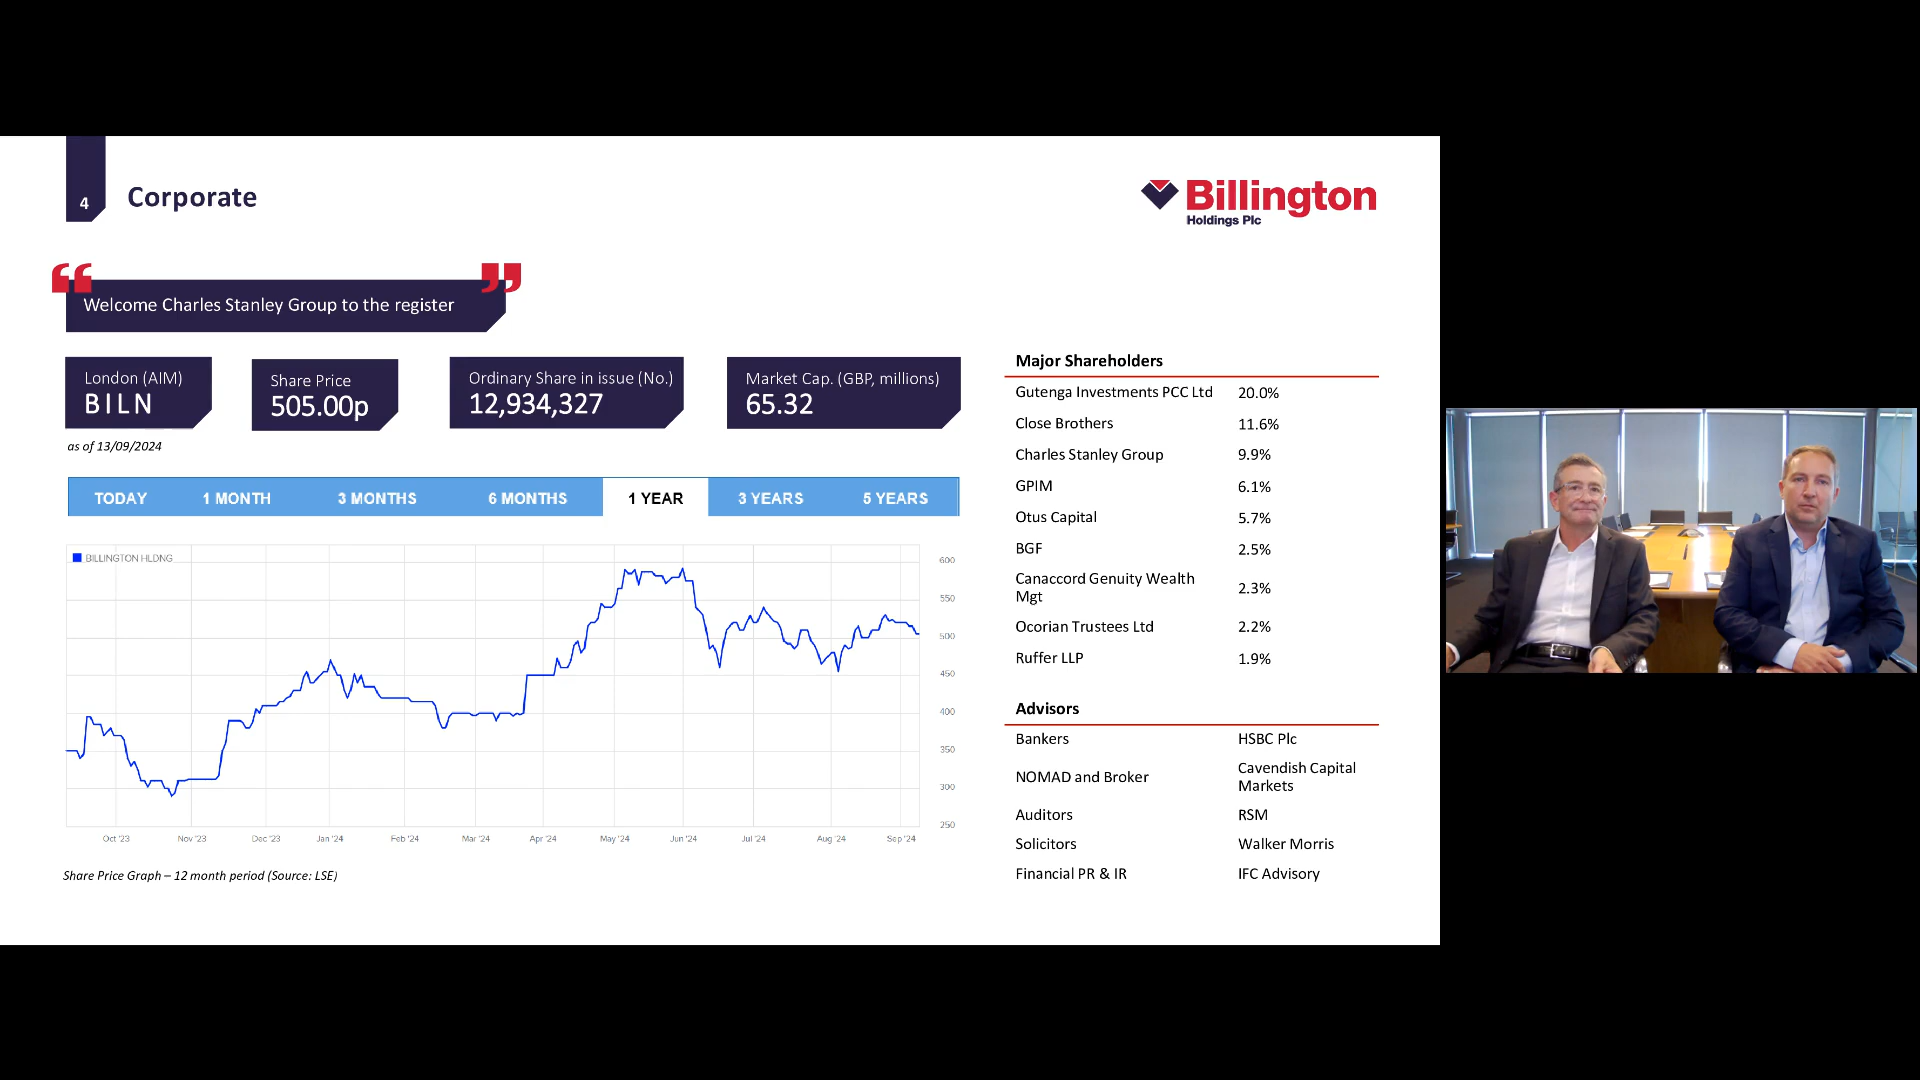 4
Corporate
Billington
Holdings Plc
Welcome Charles Stanley Group to the register
London (AIM)
BILN
Share Price
505.00p
Ordinary Share in issue (No.)
12,934,327
Market Cap. (GBP, millions)
65.32
as of 13/09/2024
TODAY 1 MONTH 3 MONTHS 6 MONTHS 1 YEAR 3 YEARS 5 YEARS
BILLINGTON HLDNG
600
550
500
450
400
350
300
250
Oct '23 Nov '23 Dec '23 Jan '24 Feb '24 Mar '24 Apr '24 May '24 Jun '24 Jul '24 Aug '24 Sep '24
Share Price Graph – 12 month period (Source: LSE)
Major Shareholders
Gutenga Investments PCC Ltd 20.0%
Close Brothers 11.6%
Charles Stanley Group 9.9%
GPIM 6.1%
Otus Capital 5.7%
BGF 2.5%
Canaccord Genuity Wealth
Mgt 2.3%
Ocorian Trustees Ltd 2.2%
Ruffer LLP 1.9%
Advisors
Bankers HSBC Plc
NOMAD and Broker Cavendish Capital
Markets
Auditors RSM
Solicitors Walker Morris
Financial PR & IR IFC Advisory